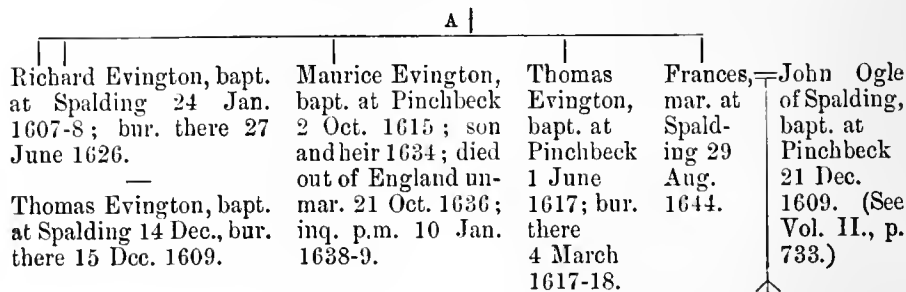 A
Richard Evington, bapt.
at Spalding 24 Jan.
1607-8 ; bur. there 27
June 1626.
—
Thomas Evington, bapt.
at Spalding 14 Dec., bur.
there 15 Dec. 1609.
Maurice Evington,
bapt. at Pinchbeck
2 Oct. 1615 ; son
and heir 1634 ; died
out of England un-
mar. 21 Oct. 1636 ;
inq. p.m. 10 Jan.
1638-9.
Thomas
Evington,
bapt. at
Pinchbeck
1 June
1617; bur.
there
4 March
1617-18.
Frances,
mar. at
Spald-
ing 29
Aug.
1644.
John Ogle
of Spalding,
bapt. at
Pinchbeck
21 Dec.
1609. (See
Vol. II., p.
733.)